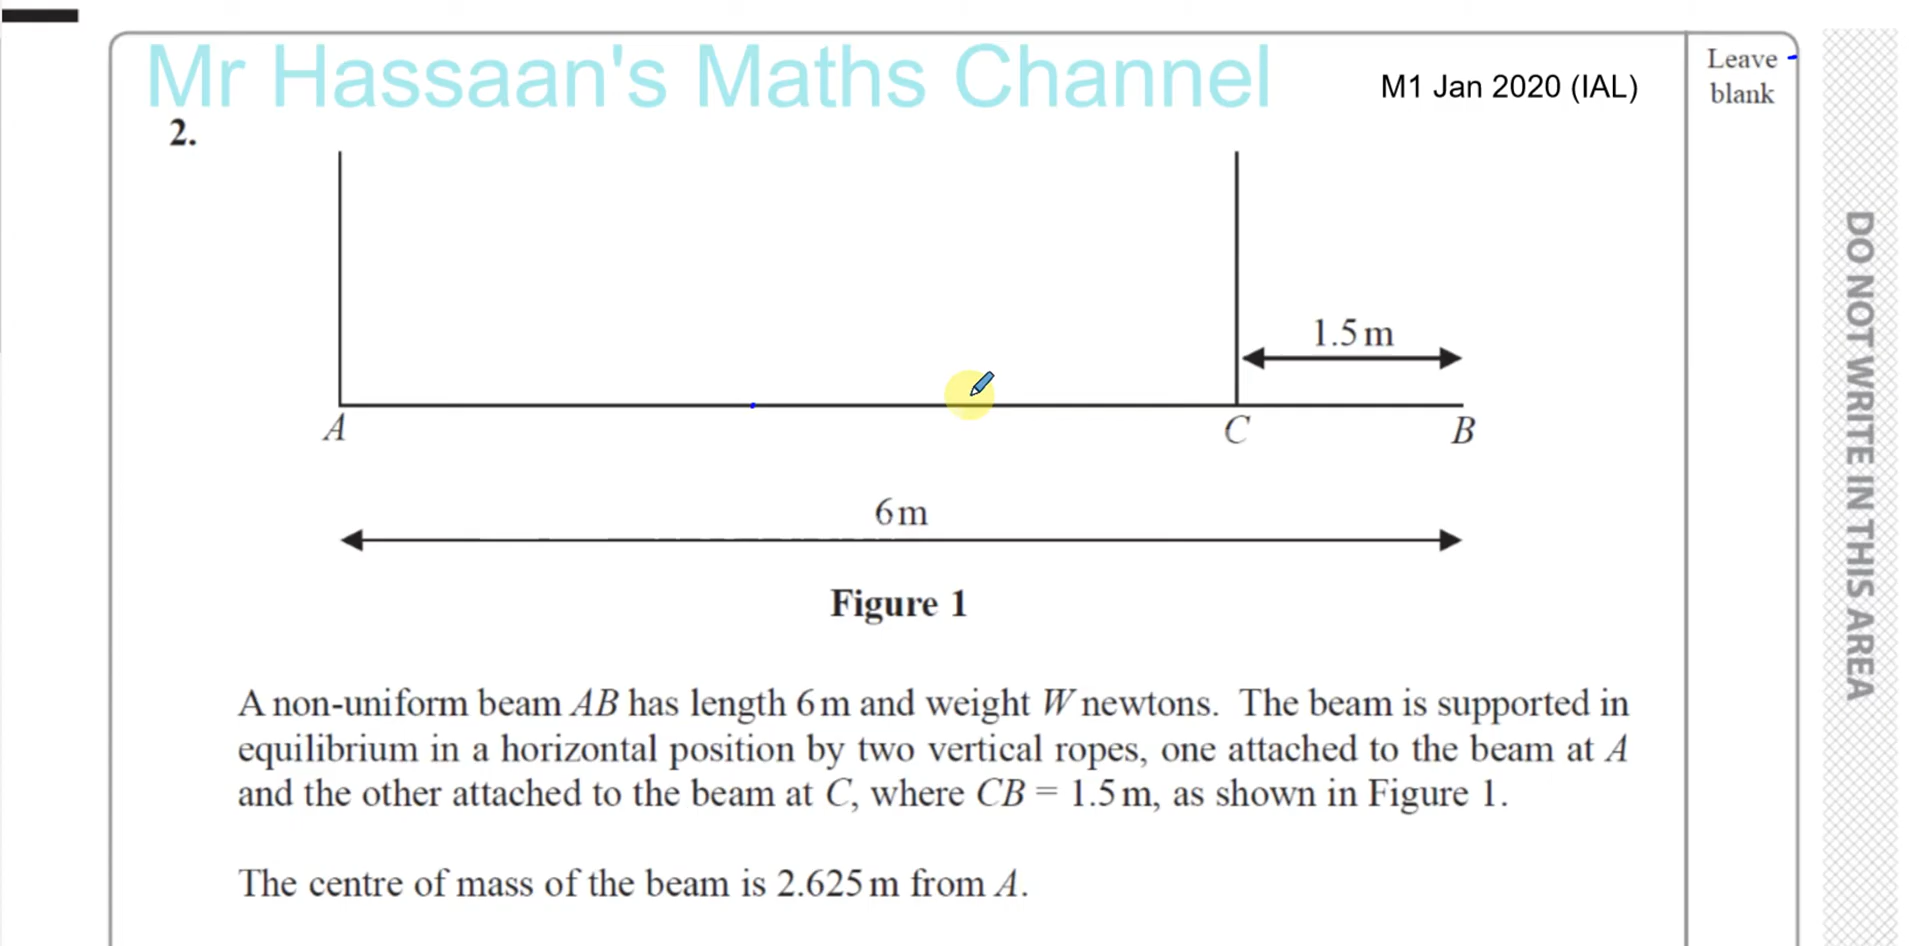 Mr Hassaan's Maths Channel
M1 Jan 2020 (IAL)
Leave
blank
2.
1.5 m
A
C
B
6 m
Figure 1
A non-uniform beam AB has length 6 m and weight W newtons. The beam is supported in
equilibrium in a horizontal position by two vertical ropes, one attached to the beam at A
and the other attached to the beam at C, where CB = 1.5 m, as shown in Figure 1.
The centre of mass of the beam is 2.625 m from A.
DO NOT WRITE IN THIS AREA